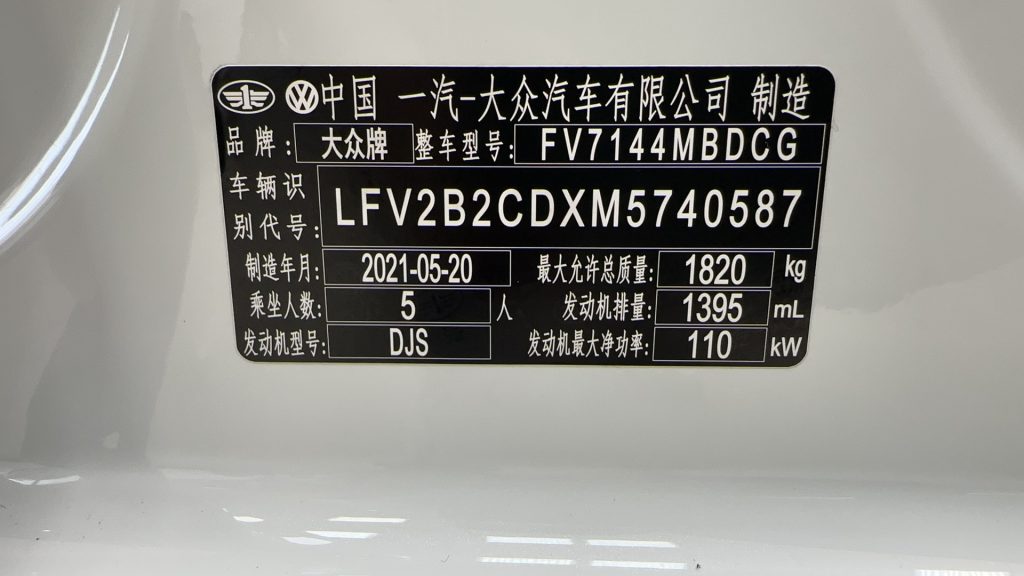 中国 一汽-大众汽车有限公司 制造
品牌: 大众牌 整车型号: FV7144MBDCG
车辆识别代号: LFV2B2CDXM5740587
制造年月: 2021-05-20 最大允许总质量: 1820 kg
乘坐人数: 5 人 发动机排量: 1395 mL
发动机型号: DJS 发动机最大净功率: 110 kW